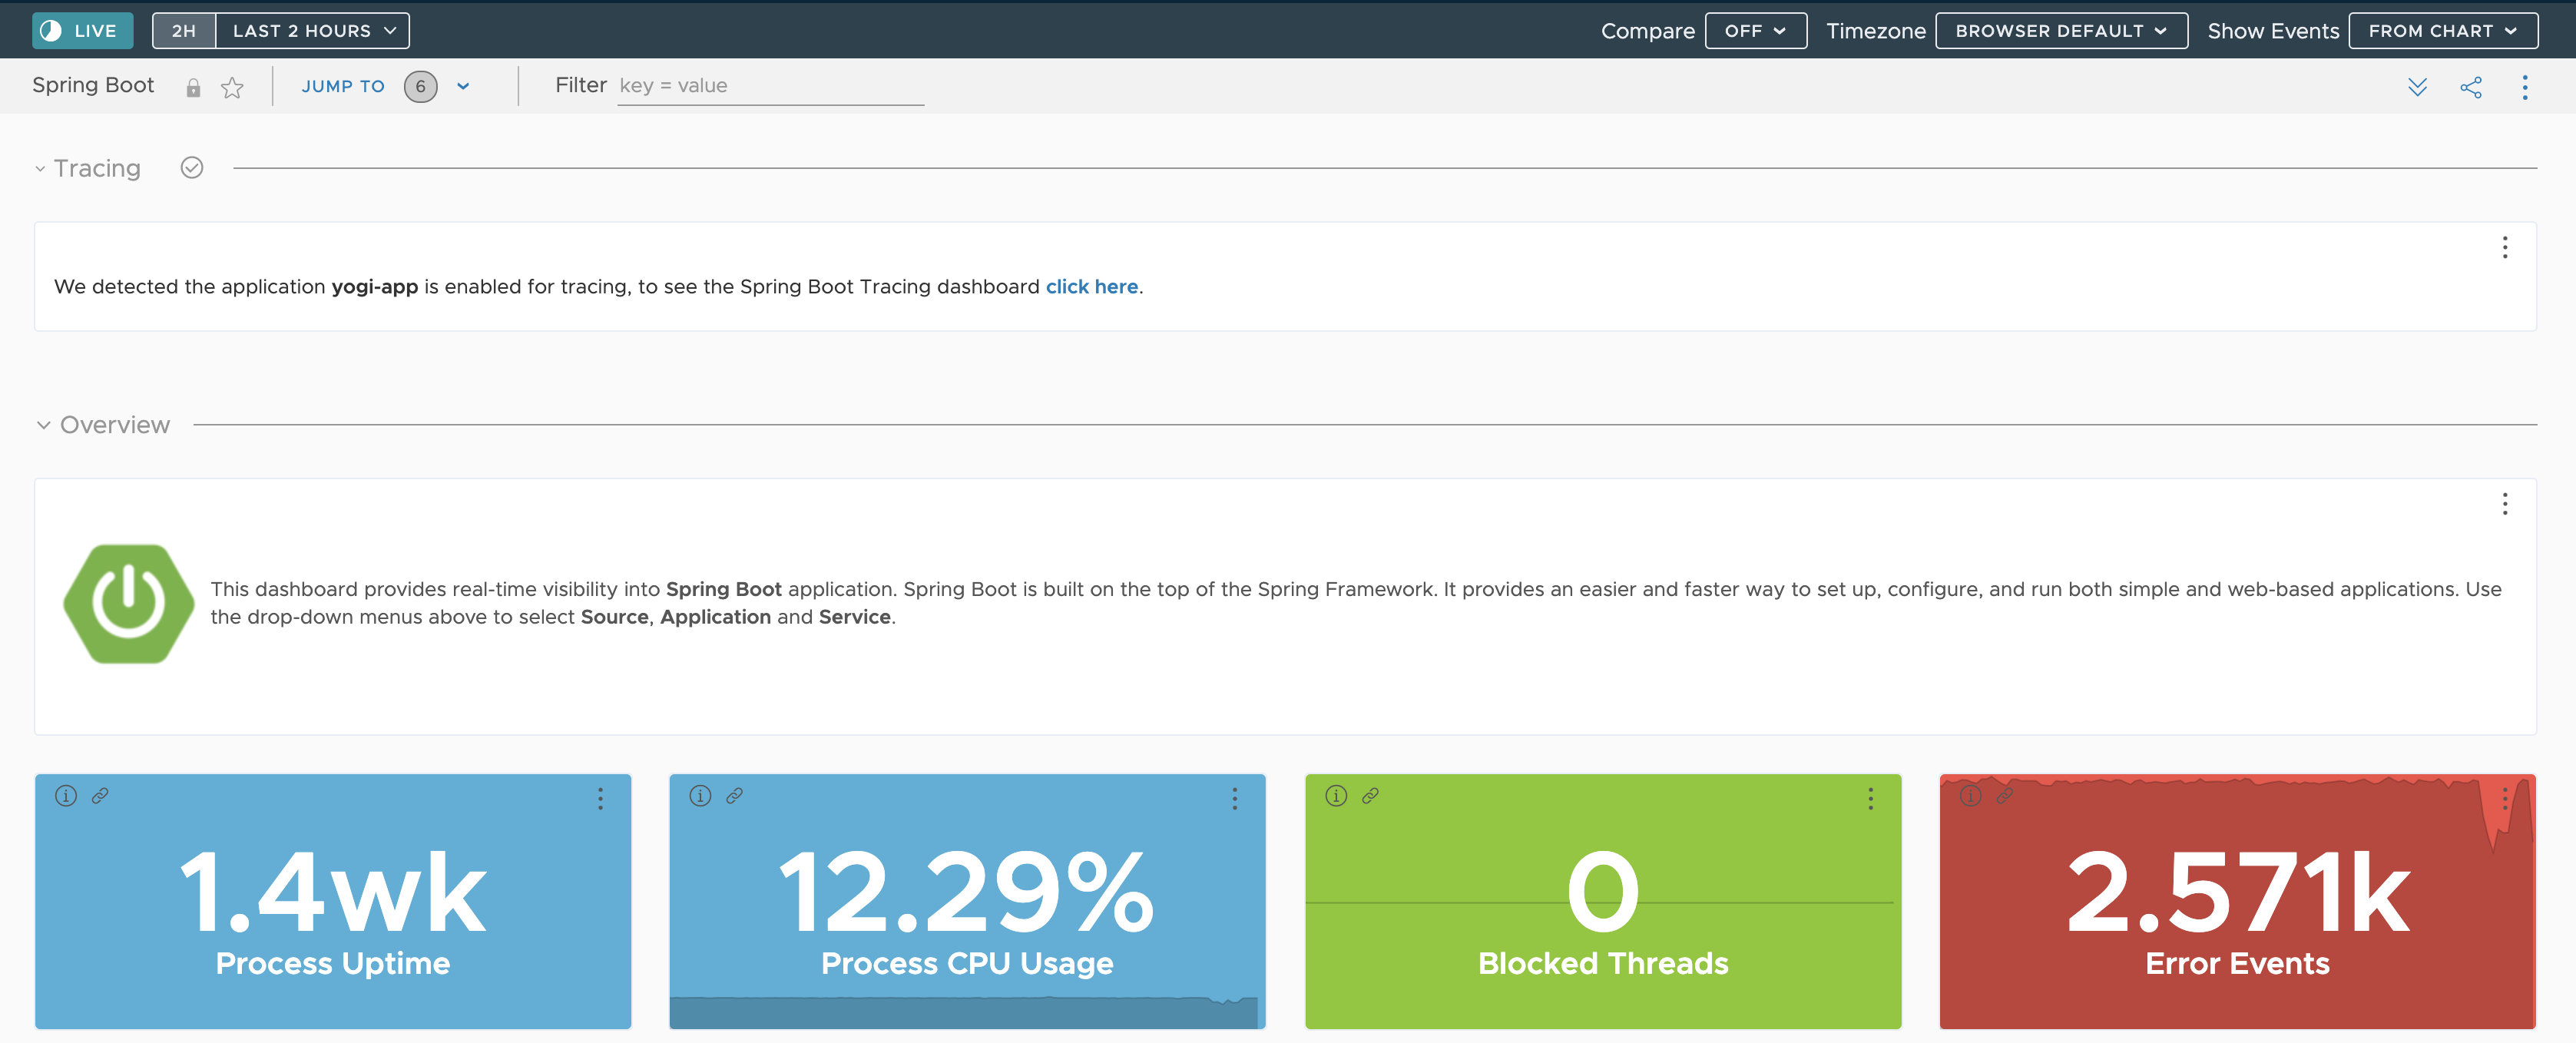 LIVE 2H LAST 2 HOURS Compare OFF Timezone BROWSER DEFAULT Show Events FROM CHART
Spring Boot JUMP TO 6 Filter key = value
Tracing
We detected the application yogi-app is enabled for tracing, to see the Spring Boot Tracing dashboard click here.
Overview
This dashboard provides real-time visibility into Spring Boot application. Spring Boot is built on the top of the Spring Framework. It provides an easier and faster way to set up, configure, and run both simple and web-based applications. Use
the drop-down menus above to select Source, Application and Service.
1.4wk
Process Uptime
12.29%
Process CPU Usage
0
Blocked Threads
2.571k
Error Events